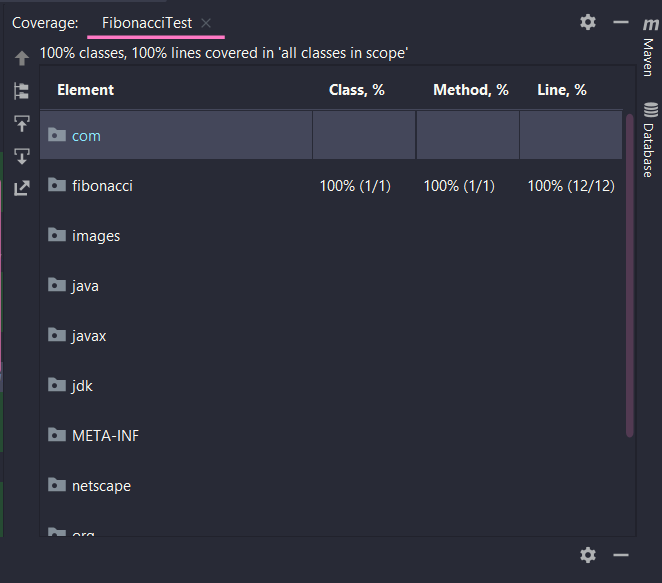 Coverage: FibonacciTest
100% classes, 100% lines covered in 'all classes in scope'
Element Class, % Method, % Line, %
com
fibonacci 100% (1/1) 100% (1/1) 100% (12/12)
images
java
javax
jdk
META-INF
netscape
org
m
Maven
Database